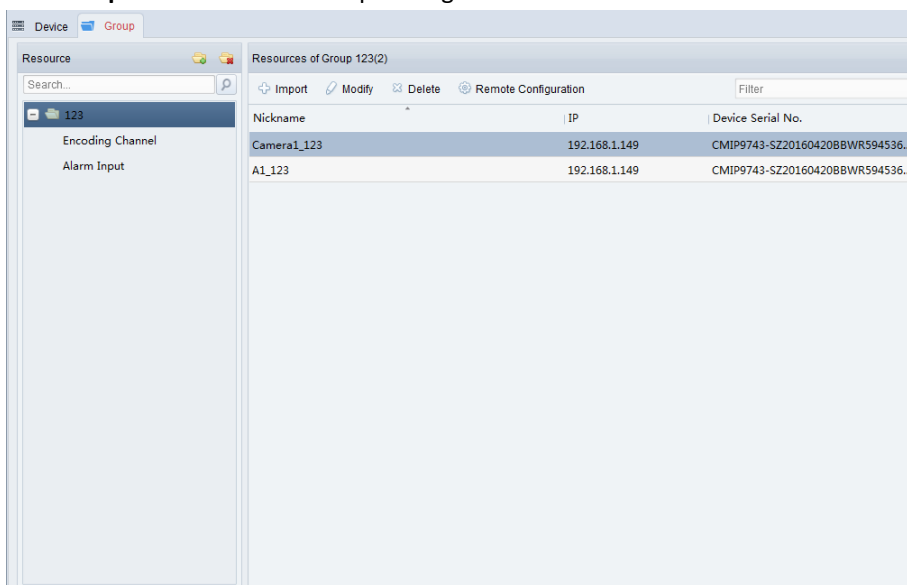 Device Group
Resource
Search...
123
Encoding Channel
Alarm Input
Resources of Group 123(2)
Import Modify Delete Remote Configuration Filter
Nickname IP Device Serial No.
Camera1_123 192.168.1.149 CMIP9743-SZ20160420BBWR594536..
A1_123 192.168.1.149 CMIP9743-SZ20160420BBWR594536..